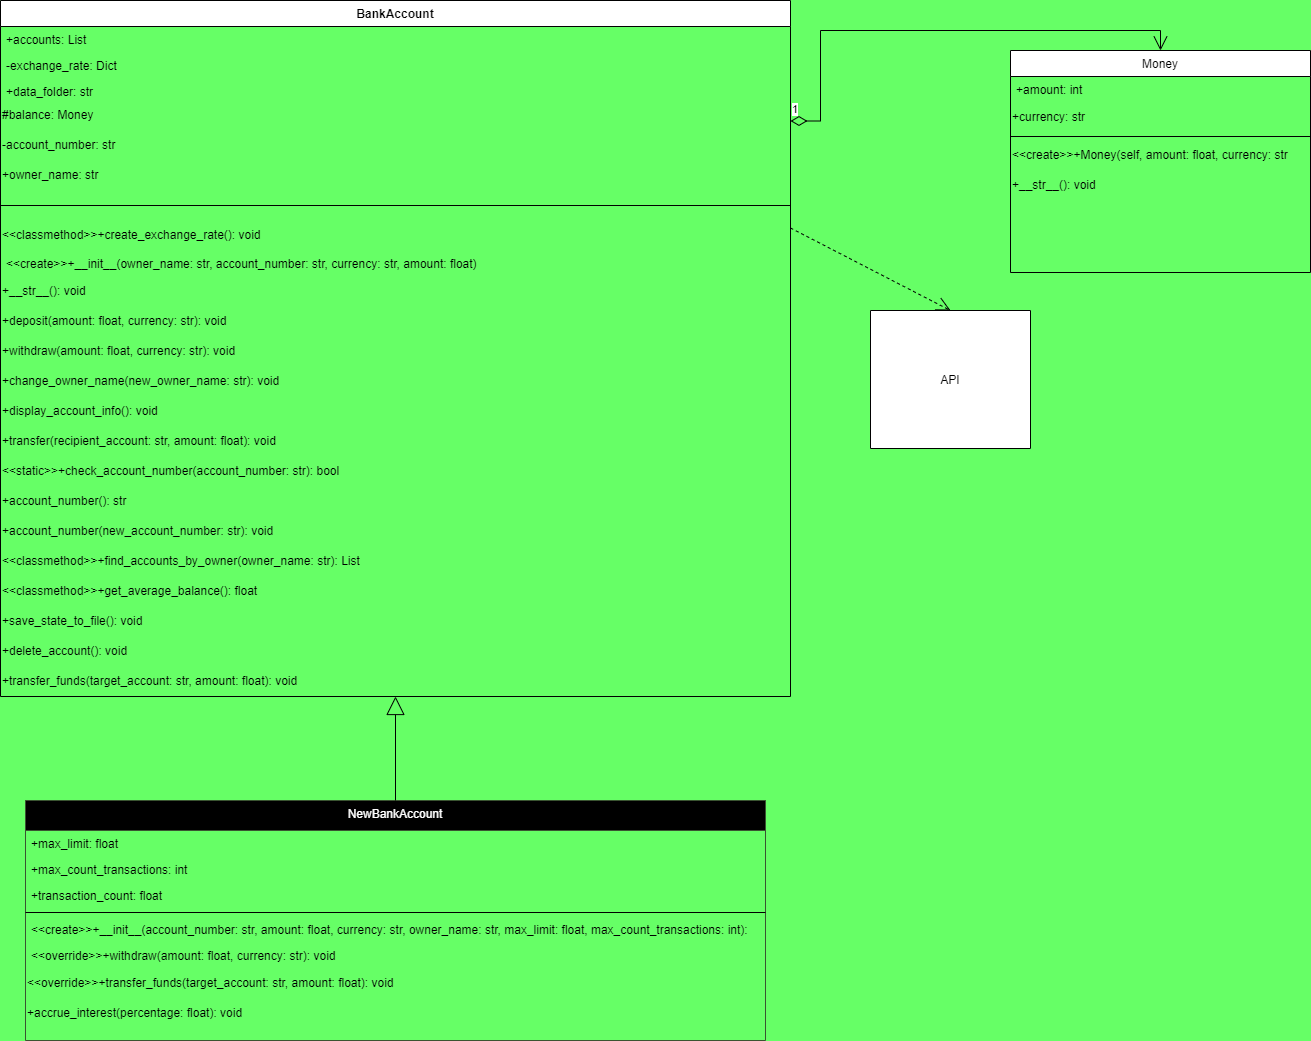 BankAccount
+accounts: List
-exchange_rate: Dict
+data_folder: str
#balance: Money
-account_number: str
+owner_name: str
<<classmethod>>+create_exchange_rate(): void
<<create>>+__init__(owner_name: str, account_number: str, currency: str, amount: float)
+__str__(): void
+deposit(amount: float, currency: str): void
+withdraw(amount: float, currency: str): void
+change_owner_name(new_owner_name: str): void
+display_account_info(): void
+transfer(recipient_account: str, amount: float): void
<<static>>+check_account_number(account_number: str): bool
+account_number(): str
+account_number(new_account_number: str): void
<<classmethod>>+find_accounts_by_owner(owner_name: str): List
<<classmethod>>+get_average_balance(): float
+save_state_to_file(): void
+delete_account(): void
+transfer_funds(target_account: str, amount: float): void
1
Money
+amount: int
+currency: str
<<create>>+Money(self, amount: float, currency: str
+__str__(): void
API
NewBankAccount
+max_limit: float
+max_count_transactions: int
+transaction_count: float
<<create>>+__init__(account_number: str, amount: float, currency: str, owner_name: str, max_limit: float, max_count_transactions: int):
<<override>>+withdraw(amount: float, currency: str): void
<<override>>+transfer_funds(target_account: str, amount: float): void
+accrue_interest(percentage: float): void